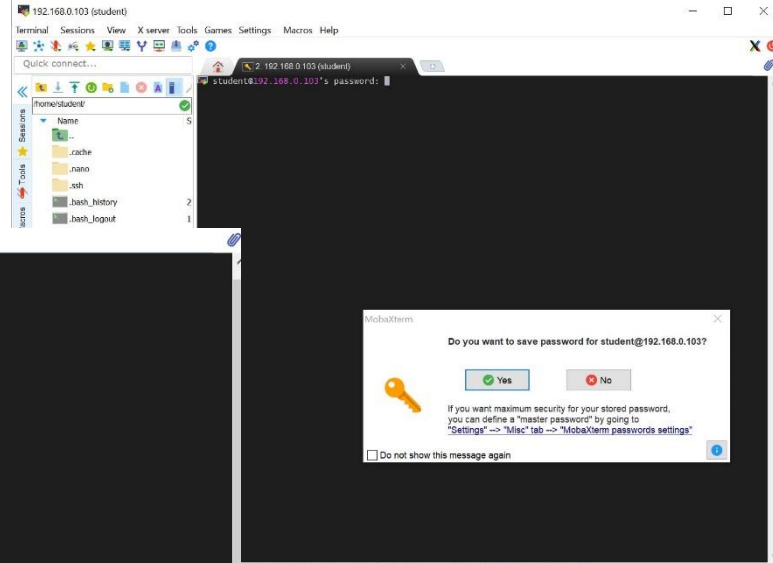 192.168.0.103 (student)
Terminal Sessions View X server Tools Games Settings Macros Help
Quick connect...
2. 192.168.0.103 (student)
/home/student/
student@192.168.0.103's password:
Name
S
..
.cache
.nano
.ssh
.bash_history
2
.bash_logout
1
Sessions
Tools
acros
MobaXterm
Do you want to save password for student@192.168.0.103?
Yes
No
If you want maximum security for your stored password,
you can define a "master password" by going to
"Settings" --> "Misc" tab --> "MobaXterm passwords settings"
Do not show this message again